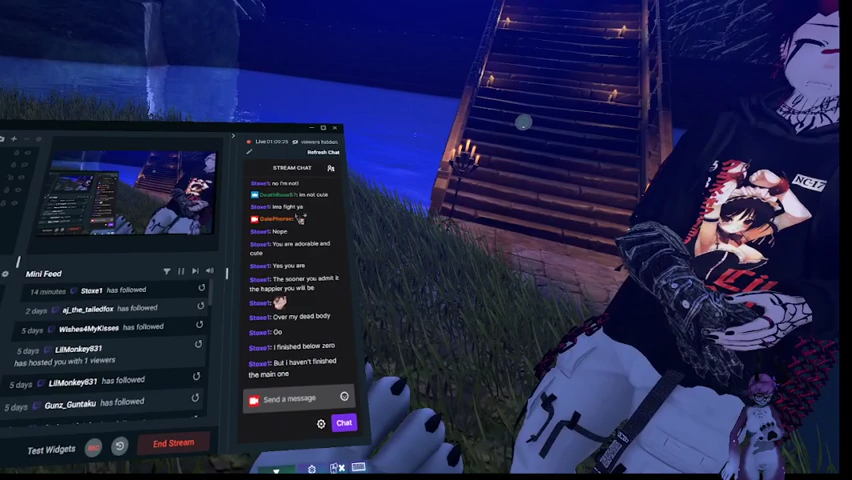 Live 01:09:29
viewers hidden
Refresh Chat
STREAM CHAT
Stoxe1: no i'm not!
im not cute
Stoxe1: Ima fight ya
Stoxe1: Nope
Stoxe1: You are adorable and
cute
Stoxe1: Yes you are
Stoxe1: The sooner you admit it
the happier you will be
Stoxe1:
Stoxe1: Over my dead body
Stoxe1: Oo
Stoxe1: I finished below zero
Stoxe1: But i haven't finished
the main one
Send a message
Chat
Mini Feed
14 minutes Stoxe1 has followed
2 days aj_the_tailedfox has followed
5 days Wishes4MyKisses has followed
5 days LilMonkey831
has hosted you with 1 viewers
5 days LilMonkey831 has followed
5 days Gunz_Guntaku has followed
Test Widgets
REC
End Stream
NC17